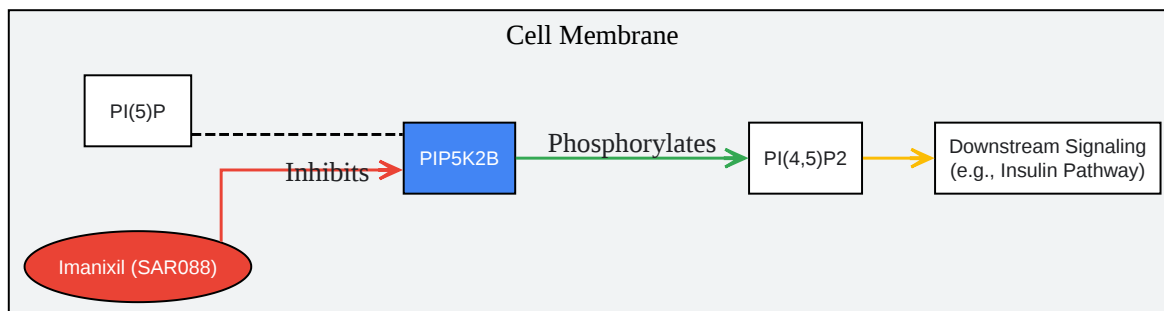 Cell Membrane
PI(5)P
Inhibits
PIP5K2B
Phosphorylates
PI(4,5)P2
Downstream Signaling
(e.g., Insulin Pathway)
Imanixil (SAR088)